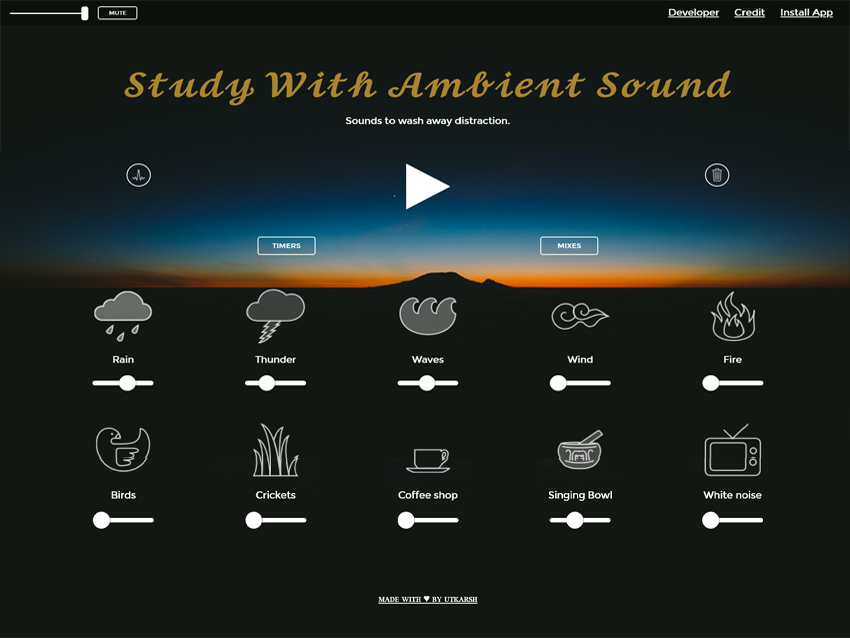 MUTE
Developer Credit Install App
Study With Ambient Sound
Sounds to wash away distraction.
TIMERS MIXES
Rain Thunder Waves Wind Fire
Birds Crickets Coffee shop Singing Bowl White noise
MADE WITH ♥ BY UTKARSH